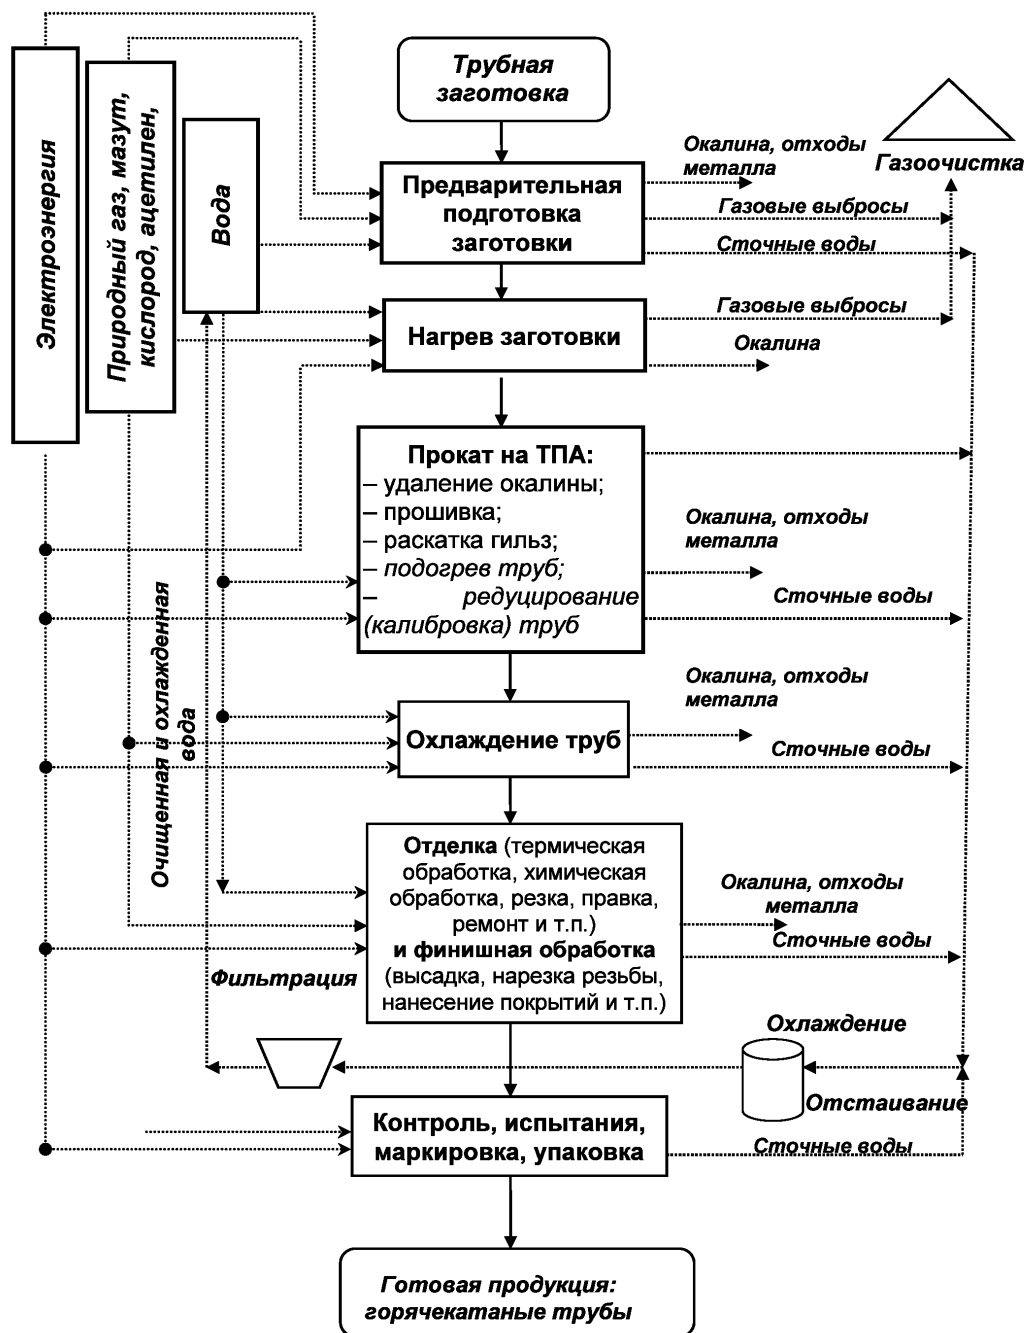 Трубная
заготовка
Электроэнергия
Природный газ, мазут,
кислород, ацетилен,
Вода
Предварительная
подготовка
заготовки
Окалина, отходы
металла
Газовые выбросы
Сточные воды
Газоочистка
Нагрев заготовки
Газовые выбросы
Окалина
Прокат на ТПА:
– удаление окалины;
– прошивка;
– раскатка гильз;
– подогрев труб;
– редуцирование
(калибровка) труб
Окалина, отходы
металла
Сточные воды
Очищенная и охлажденная
вода
Охлаждение труб
Окалина, отходы
металла
Сточные воды
Отделка (термическая
обработка, химическая
обработка, резка, правка,
ремонт и т.п.)
и финишная обработка
(высадка, нарезка резьбы,
нанесение покрытий и т.п.)
Окалина, отходы
металла
Сточные воды
Фильтрация
Охлаждение
Отстаивание
Контроль, испытания,
маркировка, упаковка
Сточные воды
Готовая продукция:
горячекатаные трубы